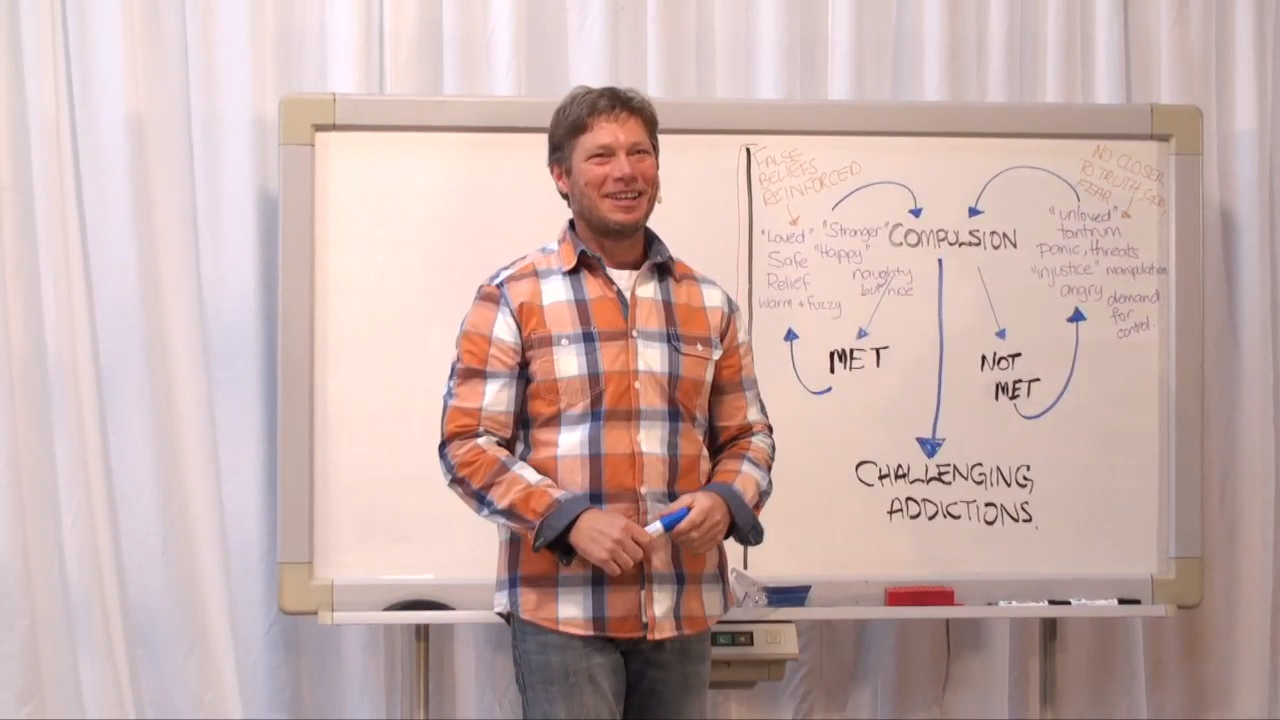 FALSE
BELIEFS
REINFORCED
NO CLOSER
TO TRUTH, GOD,
FEAR
"Loved" "Stronger"
Safe "Happy"
Relief
warm + fuzzy
naughty
but nice
COMPULSION
"unloved"
tantrum
panic, threats
"injustice" manipulation
angry demand
for
control.
MET
NOT
MET
CHALLENGING
ADDICTIONS.